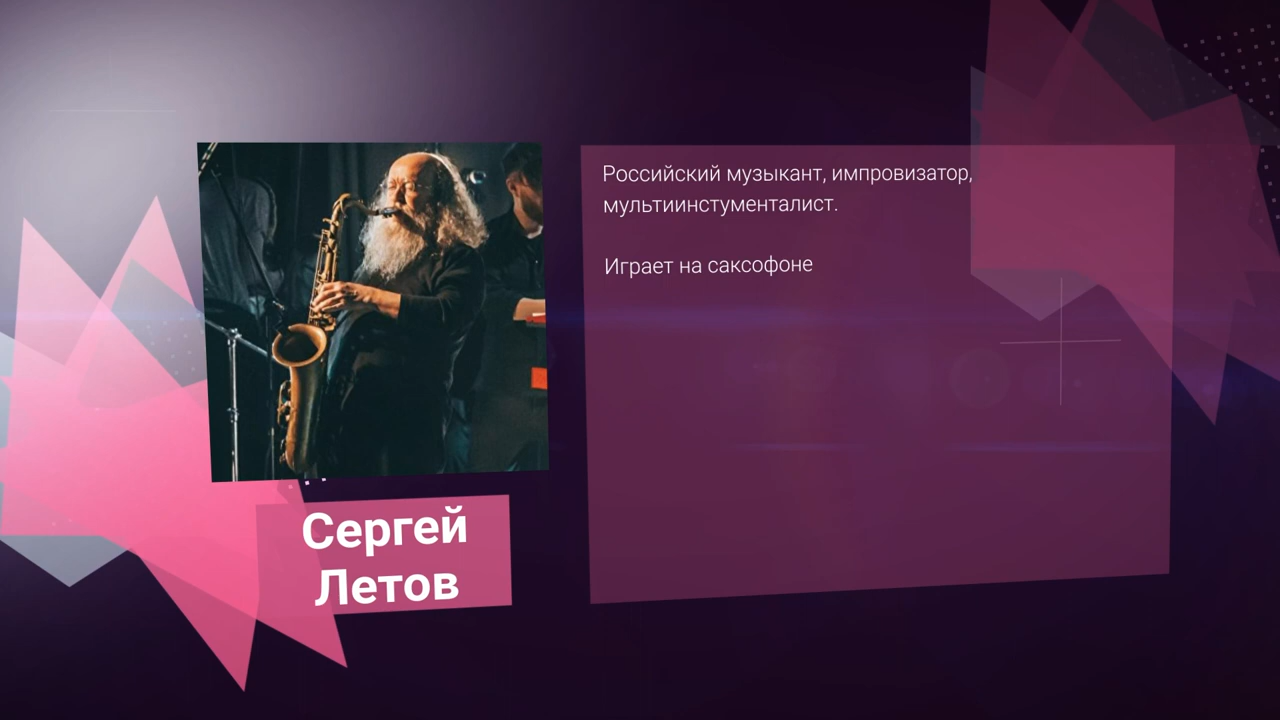 Российский музыкант, импровизатор,
мультиинстументалист.
Играет на саксофоне
Сергей
Летов